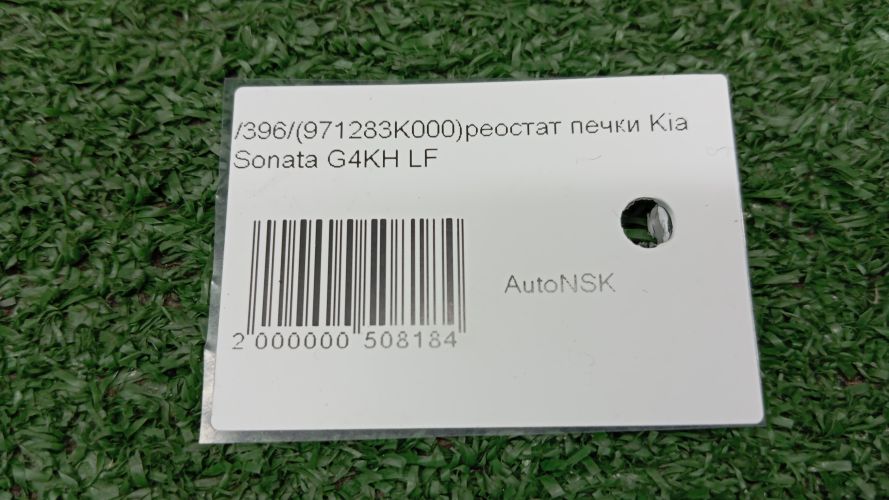 /396/(971283K000)реостат печки Kia
Sonata G4KH LF
AutoNSK
2 000000 508184